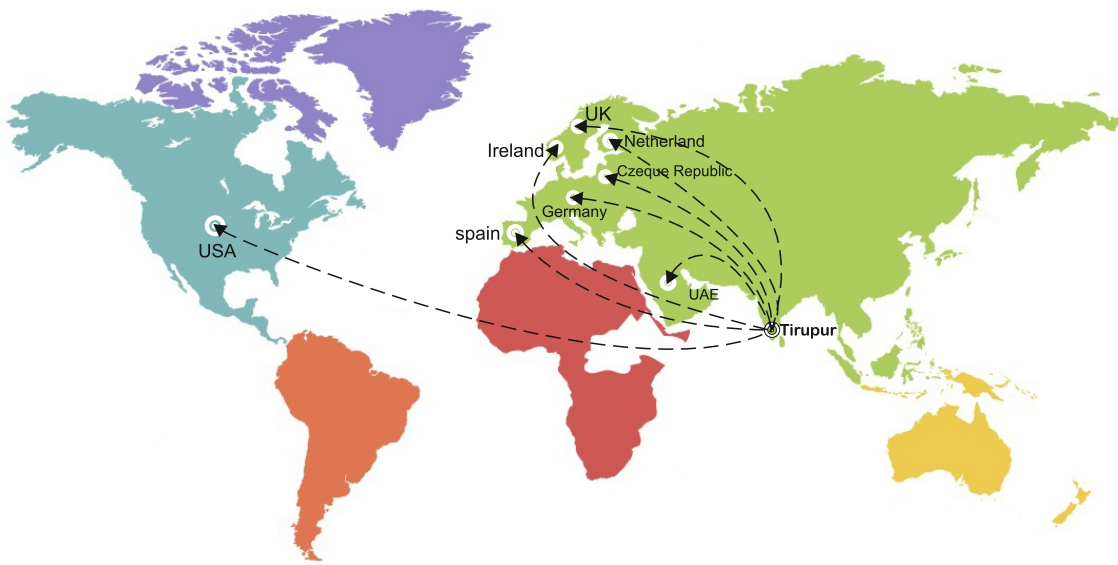 UK
Netherland
Ireland
Czeque Republic
Germany
USA
spain
UAE
Tirupur